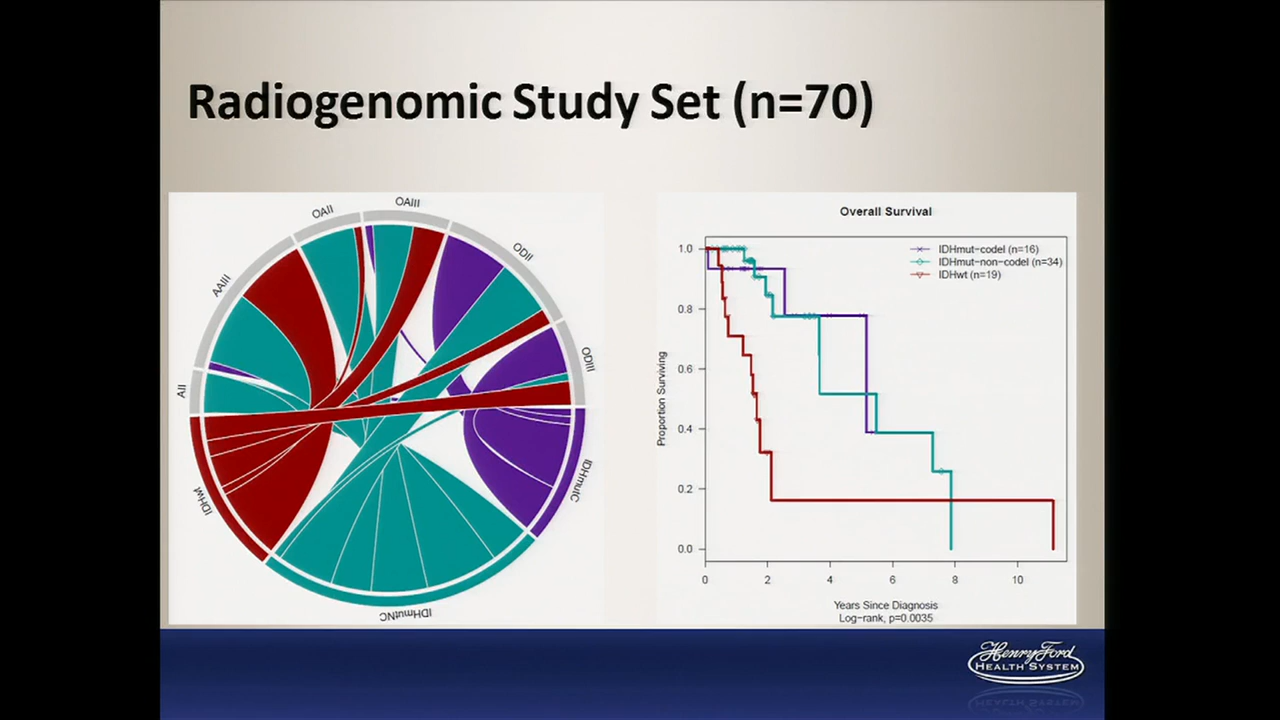 Radiogenomic Study Set (n=70)
OAII
OAIII
ODII
AAIII
ODIII
AII
IDHwt
IDHmutC
IDHmutNC
Overall Survival
IDHmut-codel (n=16)
IDHmut-non-codel (n=34)
IDHwt (n=19)
Proportion Surviving
1.0
0.8
0.6
0.4
0.2
0.0
0 2 4 6 8 10
Years Since Diagnosis
Log-rank, p=0.0035
Henry Ford
HEALTH SYSTEM